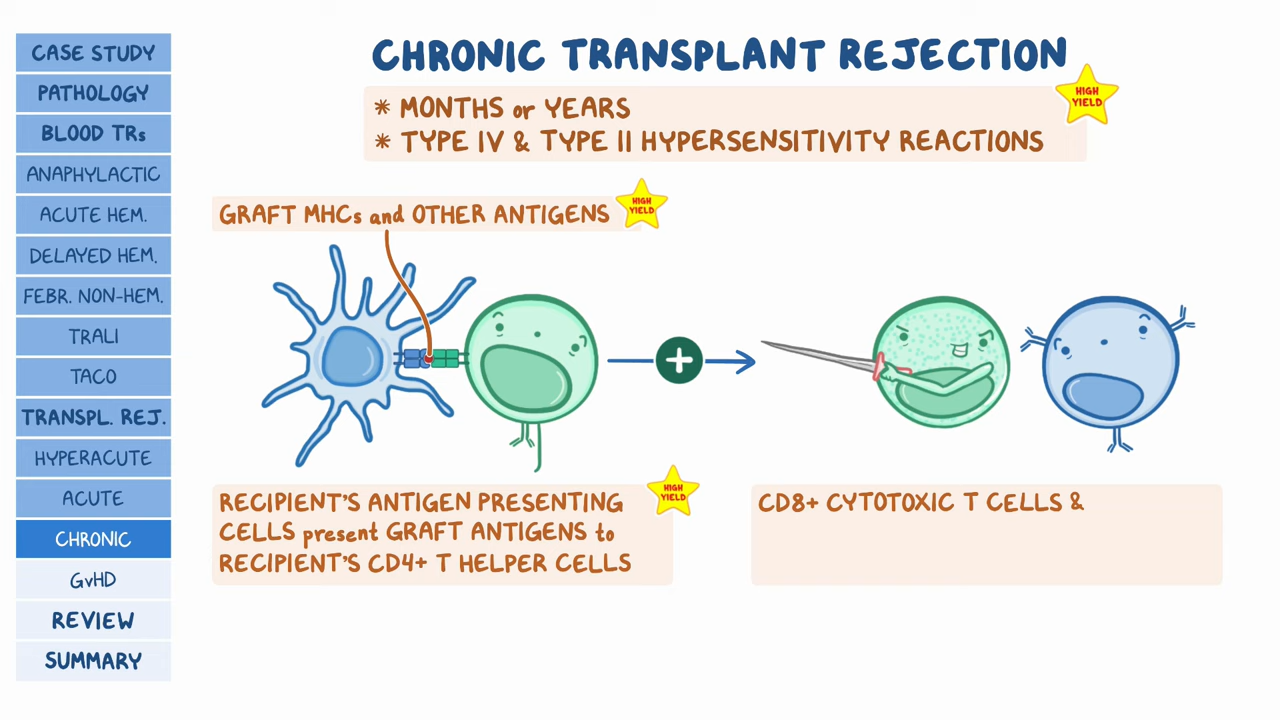 CASE STUDY
PATHOLOGY
BLOOD TRs
ANAPHYLACTIC
ACUTE HEM.
DELAYED HEM.
FEBR. NON-HEM.
TRALI
TACO
TRANSPL. REJ.
HYPERACUTE
ACUTE
CHRONIC
GvHD
REVIEW
SUMMARY
CHRONIC TRANSPLANT REJECTION
* MONTHS or YEARS
* TYPE IV & TYPE II HYPERSENSITIVITY REACTIONS
HIGH
YIELD
GRAFT MHCs and OTHER ANTIGENS
HIGH
YIELD
+
RECIPIENT'S ANTIGEN PRESENTING
CELLS present GRAFT ANTIGENS to
RECIPIENT'S CD4+ T HELPER CELLS
HIGH
YIELD
CD8+ CYTOTOXIC T CELLS &